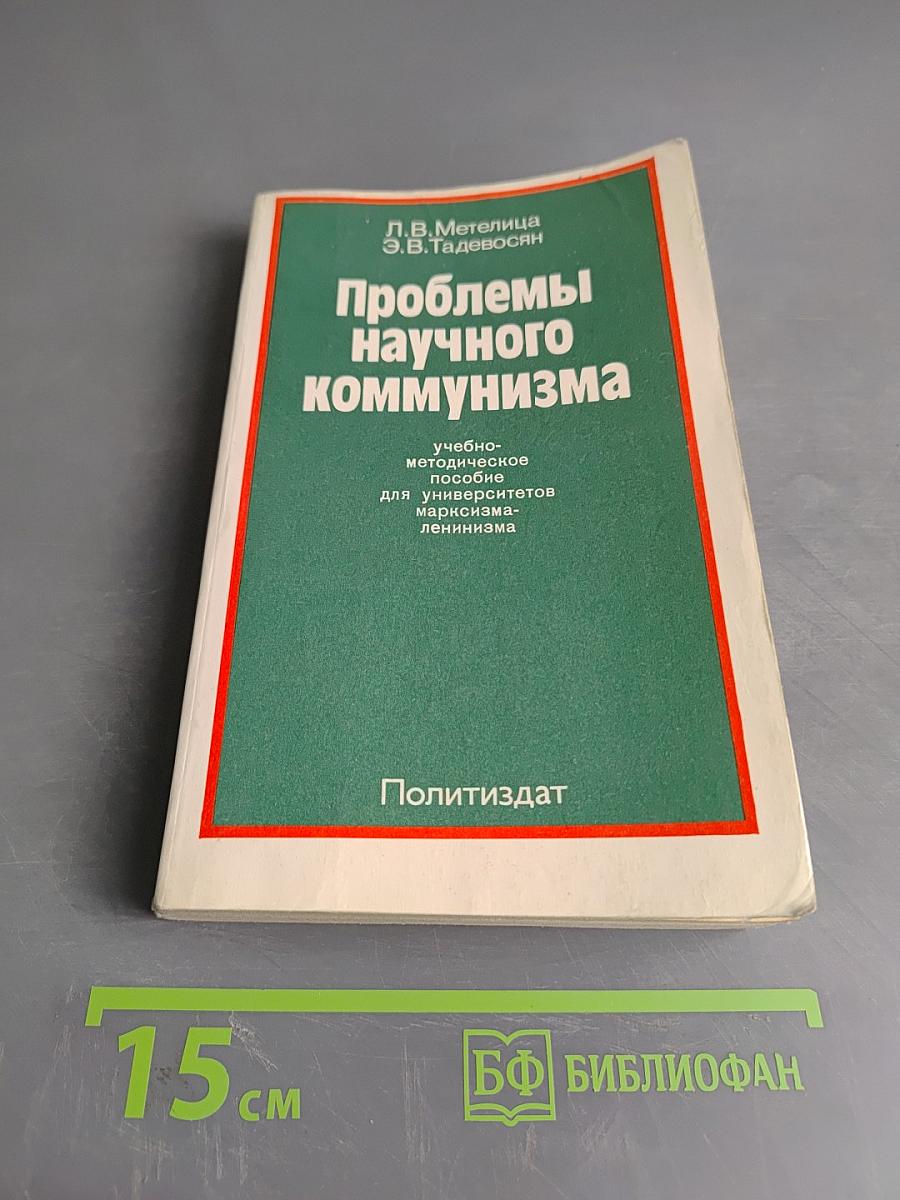 Л.В.Метелица
Э.В.Тадевосян
Проблемы
научного
коммунизма
учебно-
методическое
пособие
для университетов
марксизма-
ленинизма
Политиздат
15 см
БФ БИБЛИОФАН